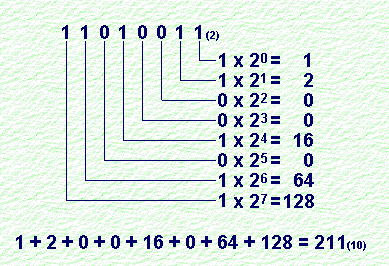 1 1 0 1 0 0 1 1 (2)
1 x 2⁰ = 1
1 x 2¹ = 2
0 x 2² = 0
0 x 2³ = 0
1 x 2⁴ = 16
0 x 2⁵ = 0
1 x 2⁶ = 64
1 x 2⁷ = 128
1 + 2 + 0 + 0 + 16 + 0 + 64 + 128 = 211(10)